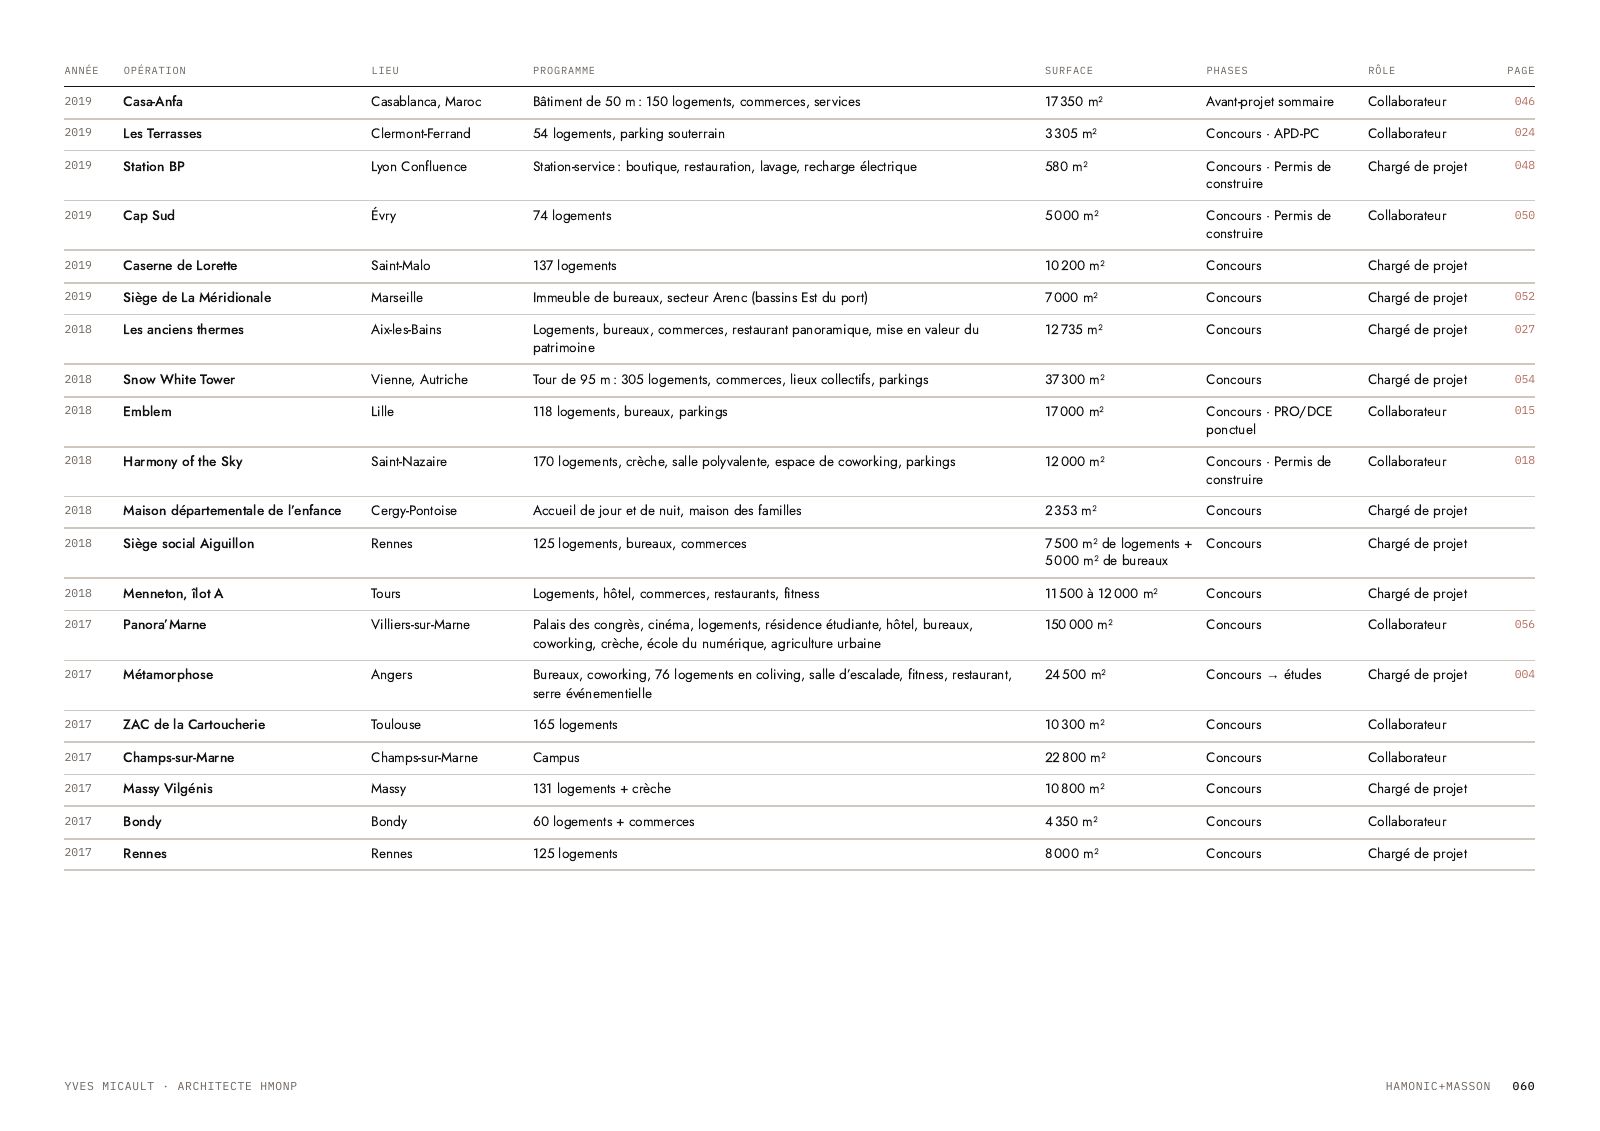 ANNÉE OPÉRATION LIEU PROGRAMME SURFACE PHASES RÔLE PAGE
2019 Casa-Anfa Casablanca, Maroc Bâtiment de 50 m : 150 logements, commerces, services 17 350 m² Avant-projet sommaire Collaborateur 046
2019 Les Terrasses Clermont-Ferrand 54 logements, parking souterrain 3 305 m² Concours · APD-PC Collaborateur 024
2019 Station BP Lyon Confluence Station-service : boutique, restauration, lavage, recharge électrique 580 m² Concours · Permis de Chargé de projet 048
construire
2019 Cap Sud Évry 74 logements 5 000 m² Concours · Permis de Collaborateur 050
construire
2019 Caserne de Lorette Saint-Malo 137 logements 10 200 m² Concours Chargé de projet
2019 Siège de La Méridionale Marseille Immeuble de bureaux, secteur Arenc (bassins Est du port) 7 000 m² Concours Chargé de projet 052
2018 Les anciens thermes Aix-les-Bains Logements, bureaux, commerces, restaurant panoramique, mise en valeur du 12 735 m² Concours Chargé de projet 027
patrimoine
2018 Snow White Tower Vienne, Autriche Tour de 95 m : 305 logements, commerces, lieux collectifs, parkings 37 300 m² Concours Chargé de projet 054
2018 Emblem Lille 118 logements, bureaux, parkings 17 000 m² Concours · PRO/DCE Collaborateur 015
ponctuel
2018 Harmony of the Sky Saint-Nazaire 170 logements, crèche, salle polyvalente, espace de coworking, parkings 12 000 m² Concours · Permis de Collaborateur 018
construire
2018 Maison départementale de l’enfance Cergy-Pontoise Accueil de jour et de nuit, maison des familles 2 353 m² Concours Chargé de projet
2018 Siège social Aiguillon Rennes 125 logements, bureaux, commerces 7 500 m² de logements + Concours Chargé de projet
5 000 m² de bureaux
2018 Menneton, îlot A Tours Logements, hôtel, commerces, restaurants, fitness 11 500 à 12 000 m² Concours Chargé de projet
2017 Panora’Marne Villiers-sur-Marne Palais des congrès, cinéma, logements, résidence étudiante, hôtel, bureaux, 150 000 m² Concours Collaborateur 056
coworking, crèche, école du numérique, agriculture urbaine
2017 Métamorphose Angers Bureaux, coworking, 76 logements en coliving, salle d’escalade, fitness, restaurant, 24 500 m² Concours → études Chargé de projet 004
serre événementielle
2017 ZAC de la Cartoucherie Toulouse 165 logements 10 300 m² Concours Collaborateur
2017 Champs-sur-Marne Champs-sur-Marne Campus 22 800 m² Concours Collaborateur
2017 Massy Vilgénis Massy 131 logements + crèche 10 800 m² Concours Chargé de projet
2017 Bondy Bondy 60 logements + commerces 4 350 m² Concours Collaborateur
2017 Rennes Rennes 125 logements 8 000 m² Concours Chargé de projet
YVES MICAULT · ARCHITECTE HMONP HAMONIC+MASSON 060